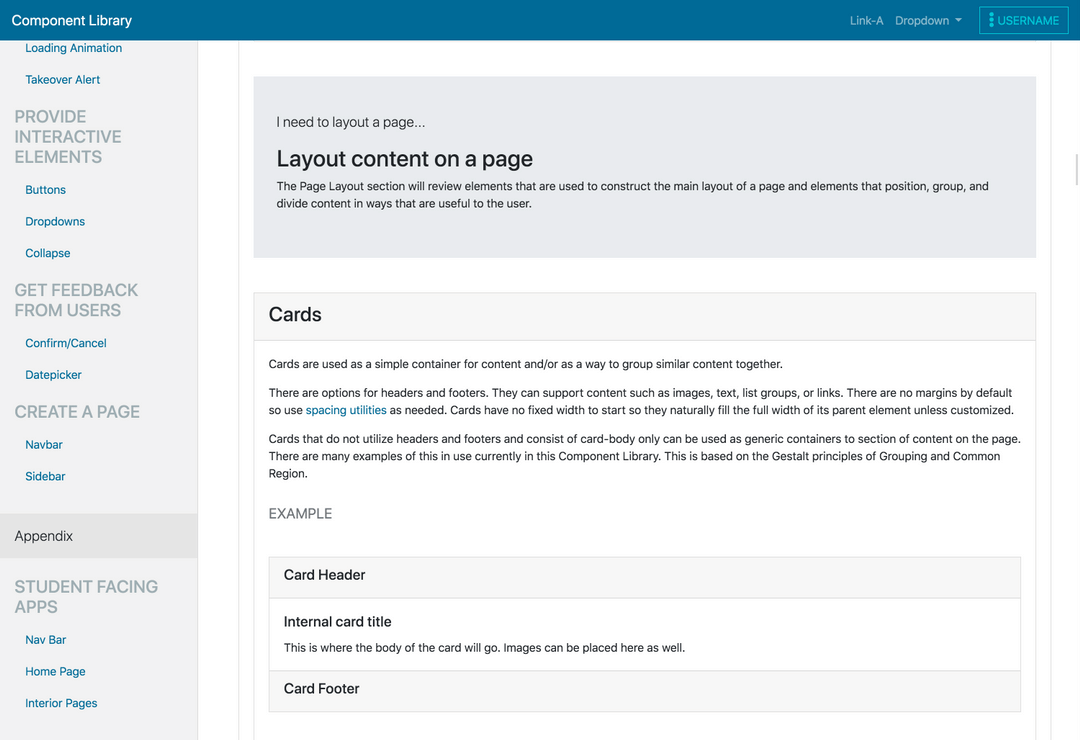 Component Library
Link-A
Dropdown
USERNAME
Loading Animation
Takeover Alert
PROVIDE
INTERACTIVE
ELEMENTS
Buttons
Dropdowns
Collapse
GET FEEDBACK
FROM USERS
Confirm/Cancel
Datepicker
CREATE A PAGE
Navbar
Sidebar
Appendix
STUDENT FACING
APPS
Nav Bar
Home Page
Interior Pages
I need to layout a page...
Layout content on a page
The Page Layout section will review elements that are used to construct the main layout of a page and elements that position, group, and
divide content in ways that are useful to the user.
Cards
Cards are used as a simple container for content and/or as a way to group similar content together.
There are options for headers and footers. They can support content such as images, text, list groups, or links. There are no margins by default
so use spacing utilities as needed. Cards have no fixed width to start so they naturally fill the full width of its parent element unless customized.
Cards that do not utilize headers and footers and consist of card-body only can be used as generic containers to section of content on the page.
There are many examples of this in use currently in this Component Library. This is based on the Gestalt principles of Grouping and Common
Region.
EXAMPLE
Card Header
Internal card title
This is where the body of the card will go. Images can be placed here as well.
Card Footer